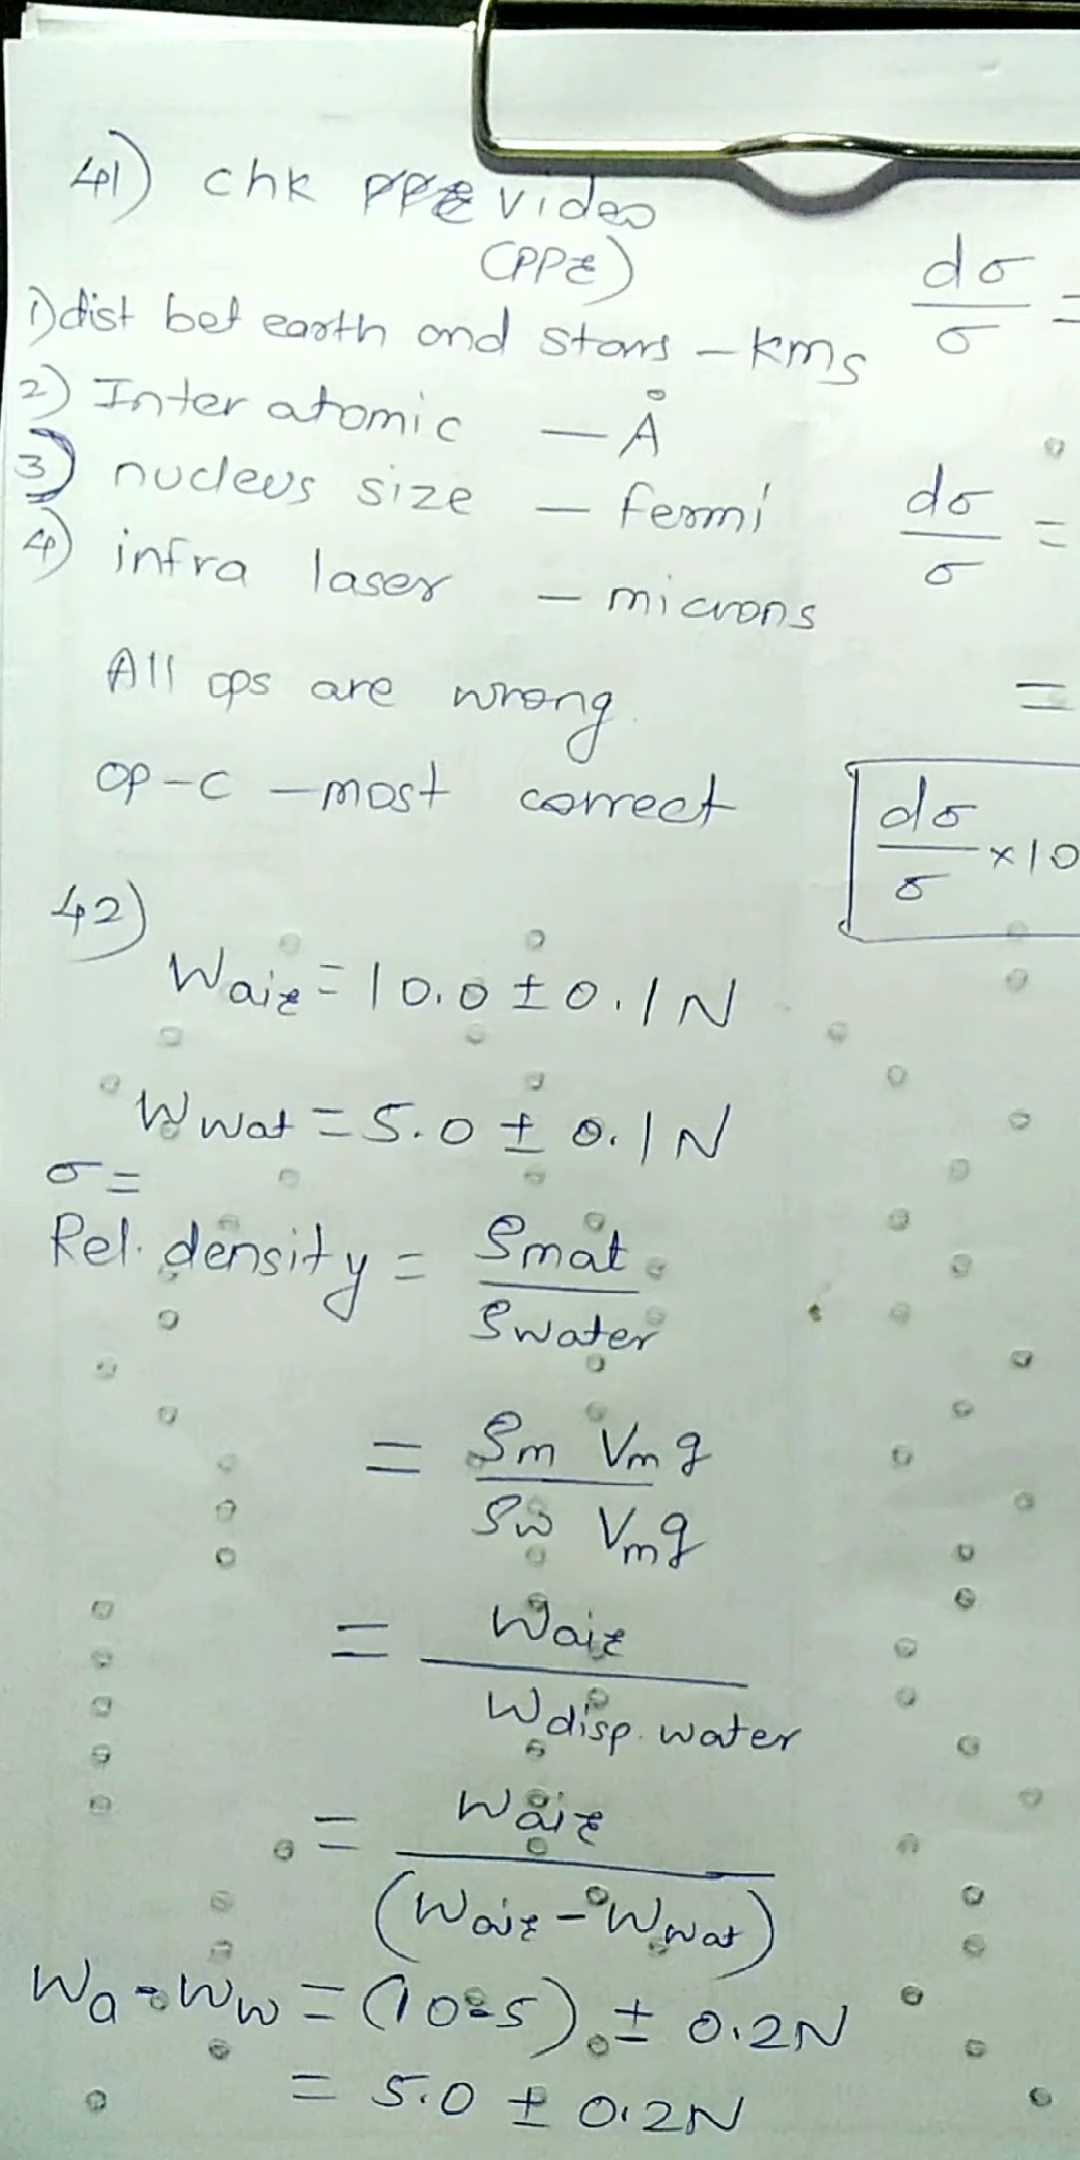 41) chk video
(PPE)
1) dist bet earth and stars - kms
2) Inter atomic - Å
3) nucleus size - fermi
4) infra laser - microns
All ops are wrong
op-C - most correct
42)
Wair = 10.0 ± 0.1 N
Wwat = 5.0 ± 0.1 N
σ =
Rel. density = ρmat / ρwater
= ρm Vm g / ρw Vm g
= Wair / Wdisp. water
= Wair / (Wair - Wwat)
Wa - Ww = (10-5) ± 0.2N
= 5.0 ± 0.2N
dσ / σ =
dσ / σ =
=
dσ / σ × 10